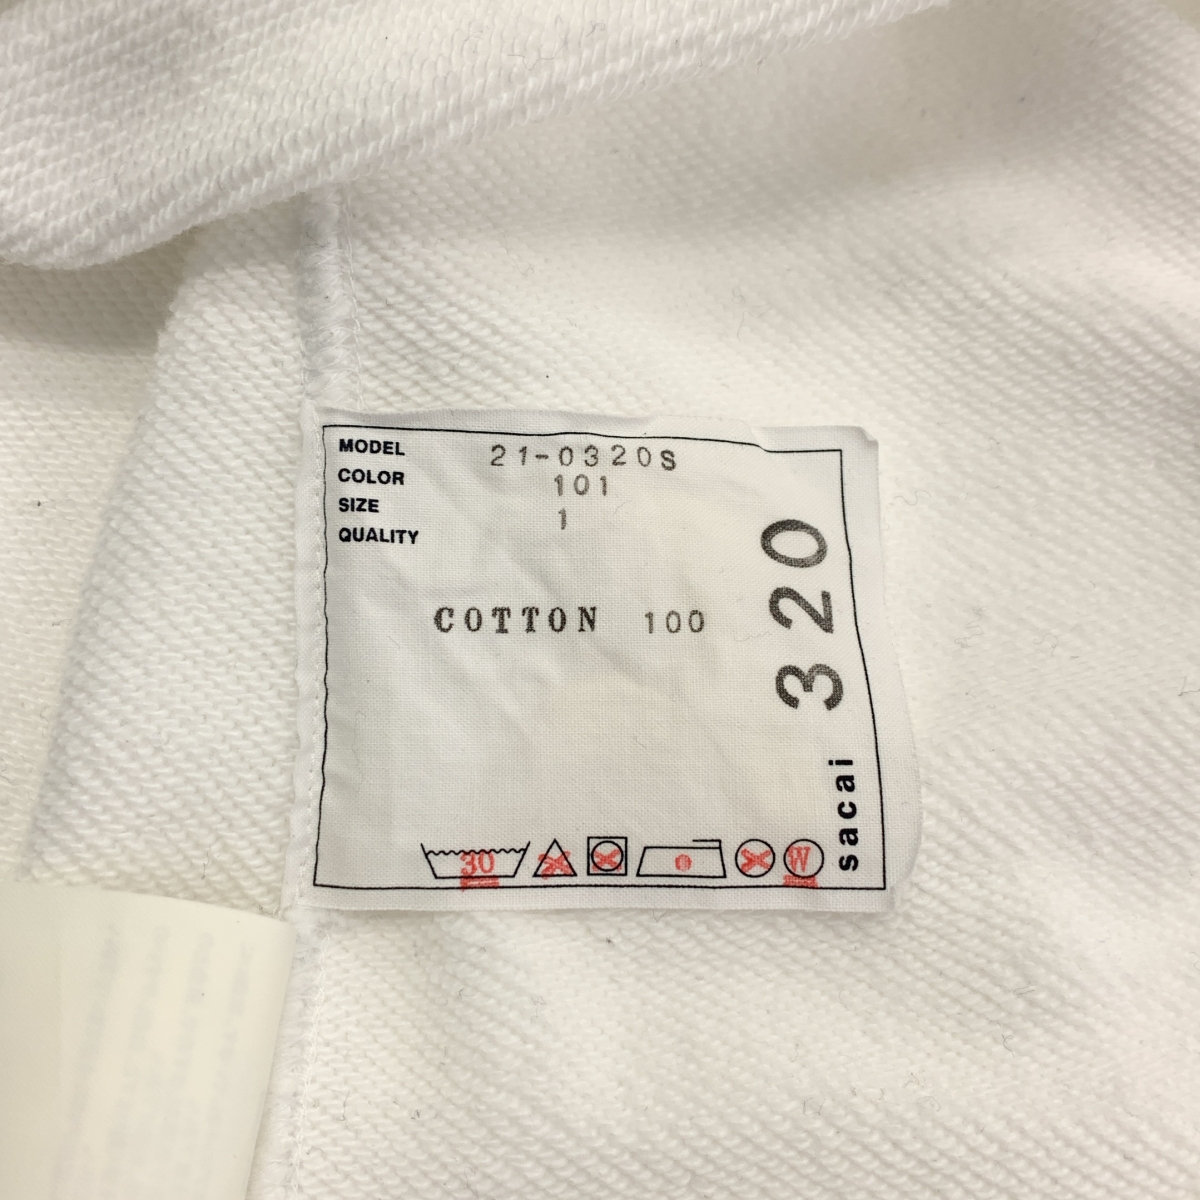 MODEL 21-0320S
COLOR 101
SIZE 1
QUALITY
COTTON 100
320
sacai
30
W